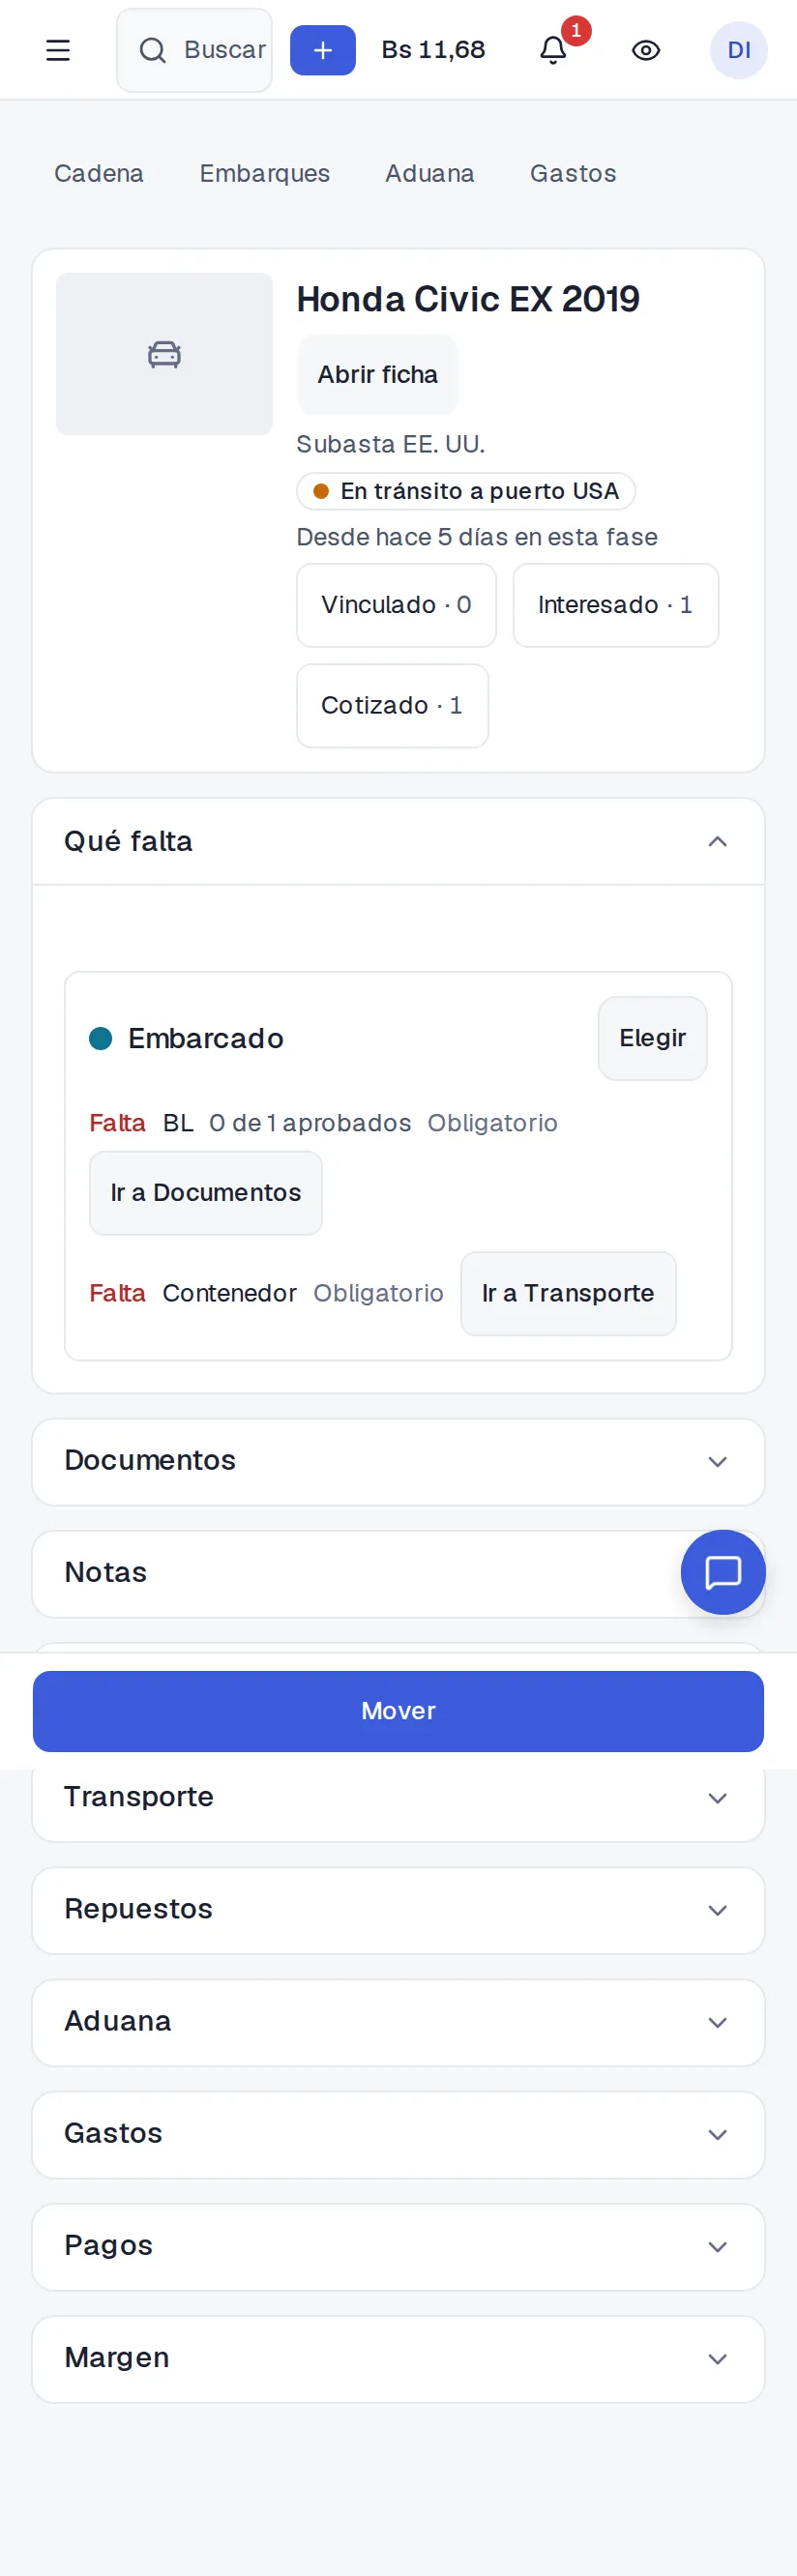 Buscar
Bs 11,68
1
DI
Cadena Embarques Aduana Gastos
Honda Civic EX 2019
Abrir ficha
Subasta EE. UU.
En tránsito a puerto USA
Desde hace 5 días en esta fase
Vinculado · 0 Interesado · 1
Cotizado · 1
Qué falta
Embarcado Elegir
Falta BL 0 de 1 aprobados Obligatorio
Ir a Documentos
Falta Contenedor Obligatorio Ir a Transporte
Documentos
Notas
Mover
Transporte
Repuestos
Aduana
Gastos
Pagos
Margen